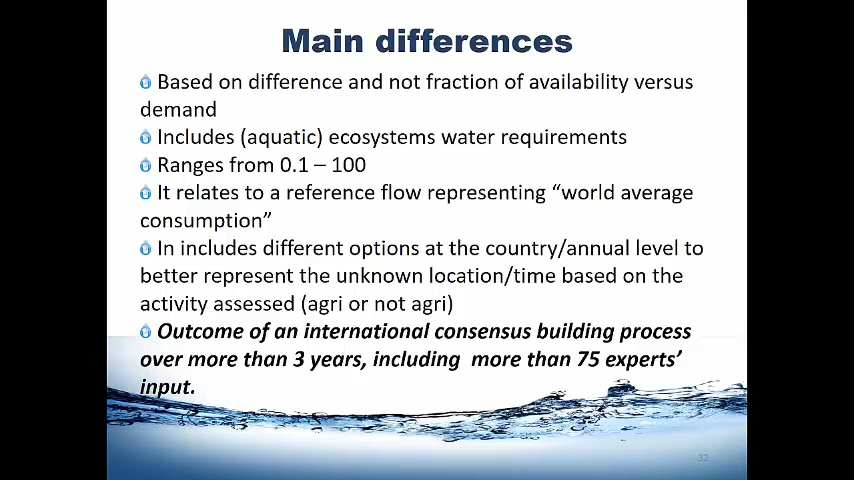 Main differences
Based on difference and not fraction of availability versus
demand
Includes (aquatic) ecosystems water requirements
Ranges from 0.1 – 100
It relates to a reference flow representing “world average
consumption”
In includes different options at the country/annual level to
better represent the unknown location/time based on the
activity assessed (agri or not agri)
Outcome of an international consensus building process
over more than 3 years, including more than 75 experts’
input.
32